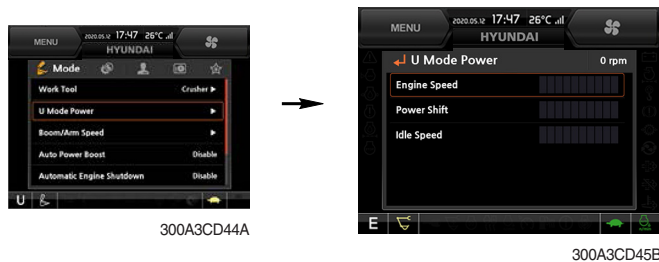 MENU
2020.05.12 17:47 26°C
HYUNDAI
Mode
Work Tool Crusher ▶
U Mode Power ▶
Boom/Arm Speed ▶
Auto Power Boost Disable
Automatic Engine Shutdown Disable
U
300A3CD44A
MENU
2020.05.12 17:47 26°C
HYUNDAI
U Mode Power 0 rpm
Engine Speed
Power Shift
Idle Speed
E
300A3CD45B